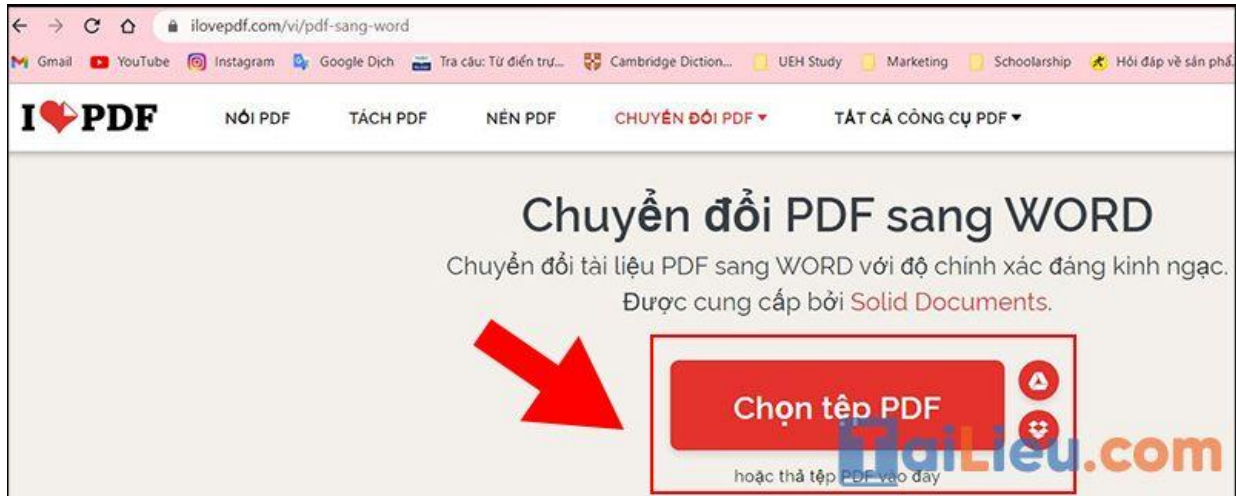 ilovepdf.com/vi/pdf-sang-word
Gmail YouTube Instagram Google Dịch Tra cứu: Từ điển trự... Cambridge Diction... UEH Study Marketing Schoolarship Hỏi đáp về sản phẩ
I PDF NỐI PDF TÁCH PDF NÉN PDF CHUYỂN ĐỔI PDF TẤT CẢ CÔNG CỤ PDF
Chuyển đổi PDF sang WORD
Chuyển đổi tài liệu PDF sang WORD với độ chính xác đáng kinh ngạc.
Được cung cấp bởi Solid Documents.
Chọn tệp PDF
TaiLieu.com
hoặc thả tệp PDF vào đây